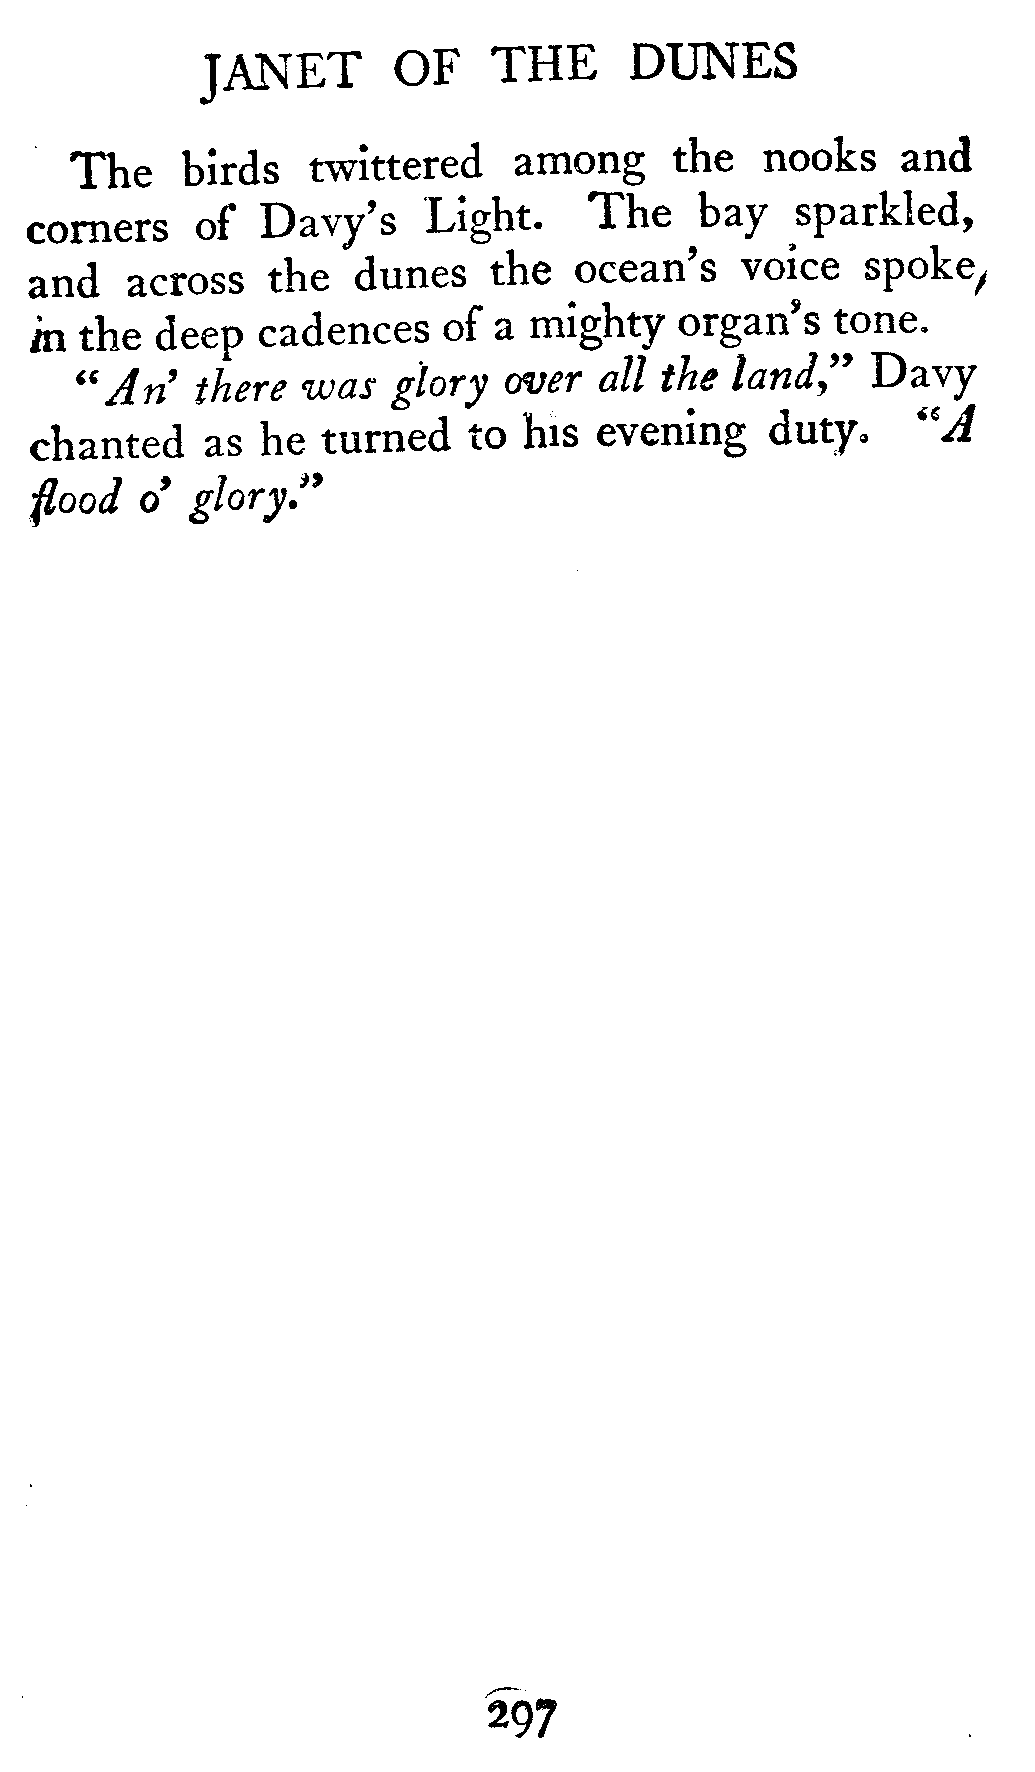 JANET OF THE DUNES
The birds twittered among the nooks and
corners of Davy's Light. The bay sparkled,
and across the dunes the ocean's voice spoke,
in the deep cadences of a mighty organ's tone.
"An' there was glory over all the land," Davy
chanted as he turned to his evening duty. "A
flood o' glory."
297